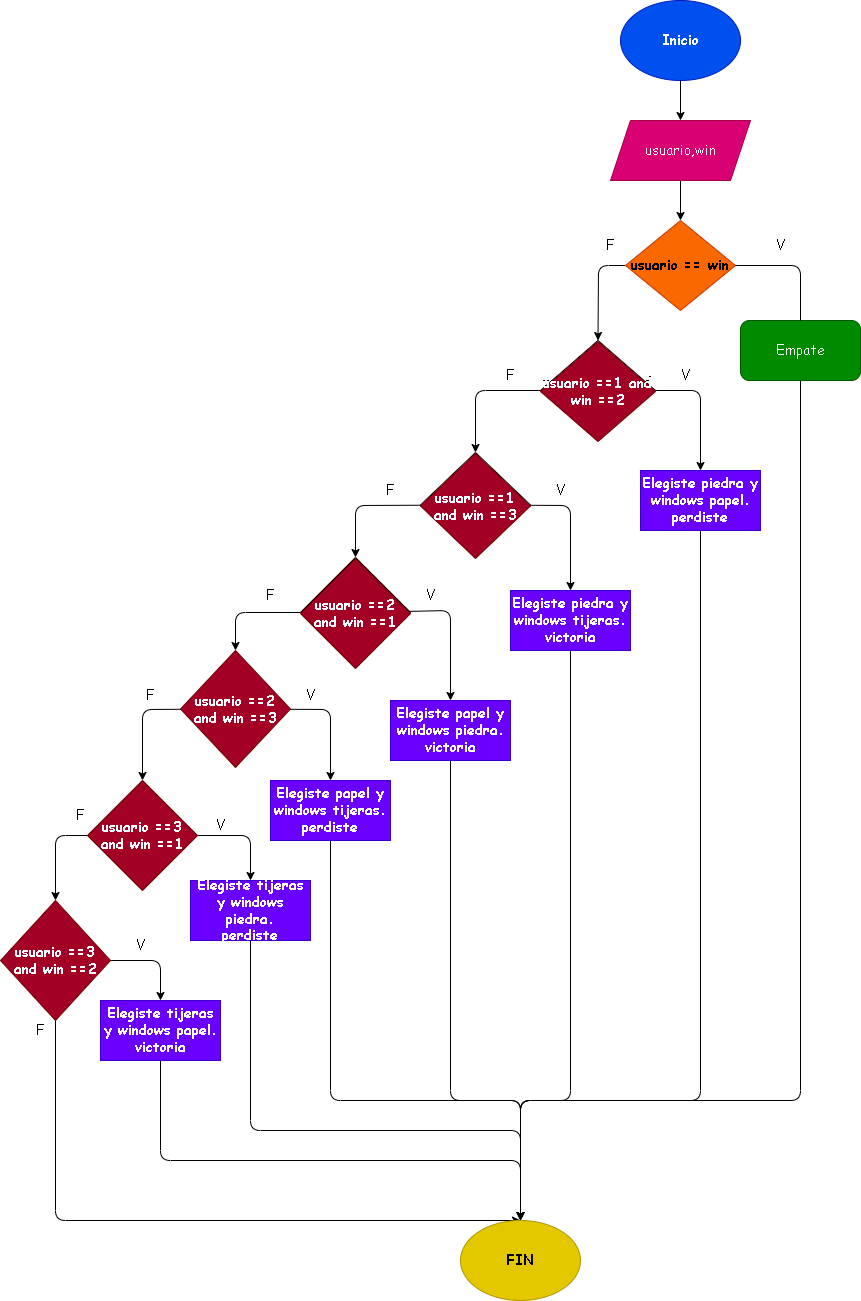 Inicio
usuario,win
F
V
usuario == win
Empate
F
V
usuario ==1 and
win ==2
F
V
Elegiste piedra y
windows papel.
perdiste
usuario ==1
and win ==3
F
V
Elegiste piedra y
windows tijeras.
victoria
usuario ==2
and win ==1
F
V
Elegiste papel y
windows piedra.
victoria
usuario ==2
and win ==3
F
V
Elegiste papel y
windows tijeras.
perdiste
usuario ==3
and win ==1
Elegiste tijeras
y windows
piedra.
perdiste
V
usuario ==3
and win ==2
F
Elegiste tijeras
y windows papel.
victoria
FIN